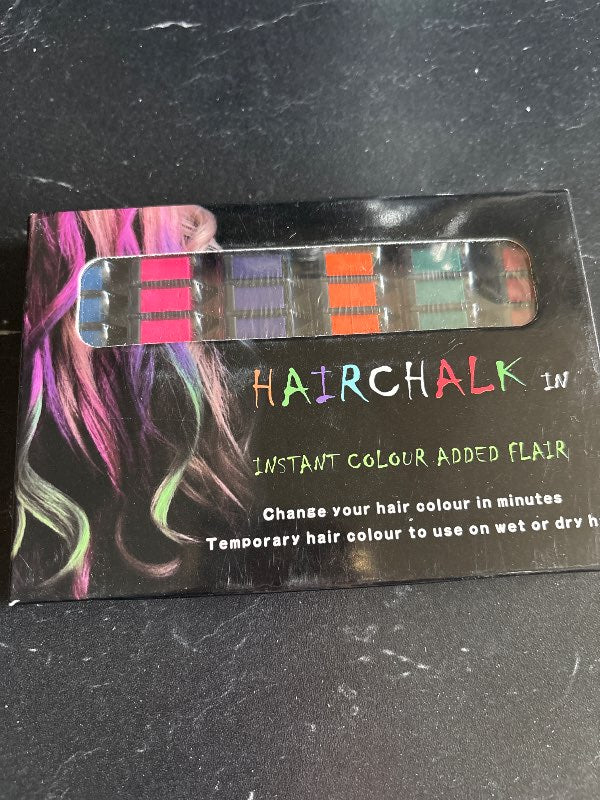 HAIRCHALK IN
INSTANT COLOUR ADDED FLAIR
Change your hair colour in minutes
Temporary hair colour to use on wet or dry h